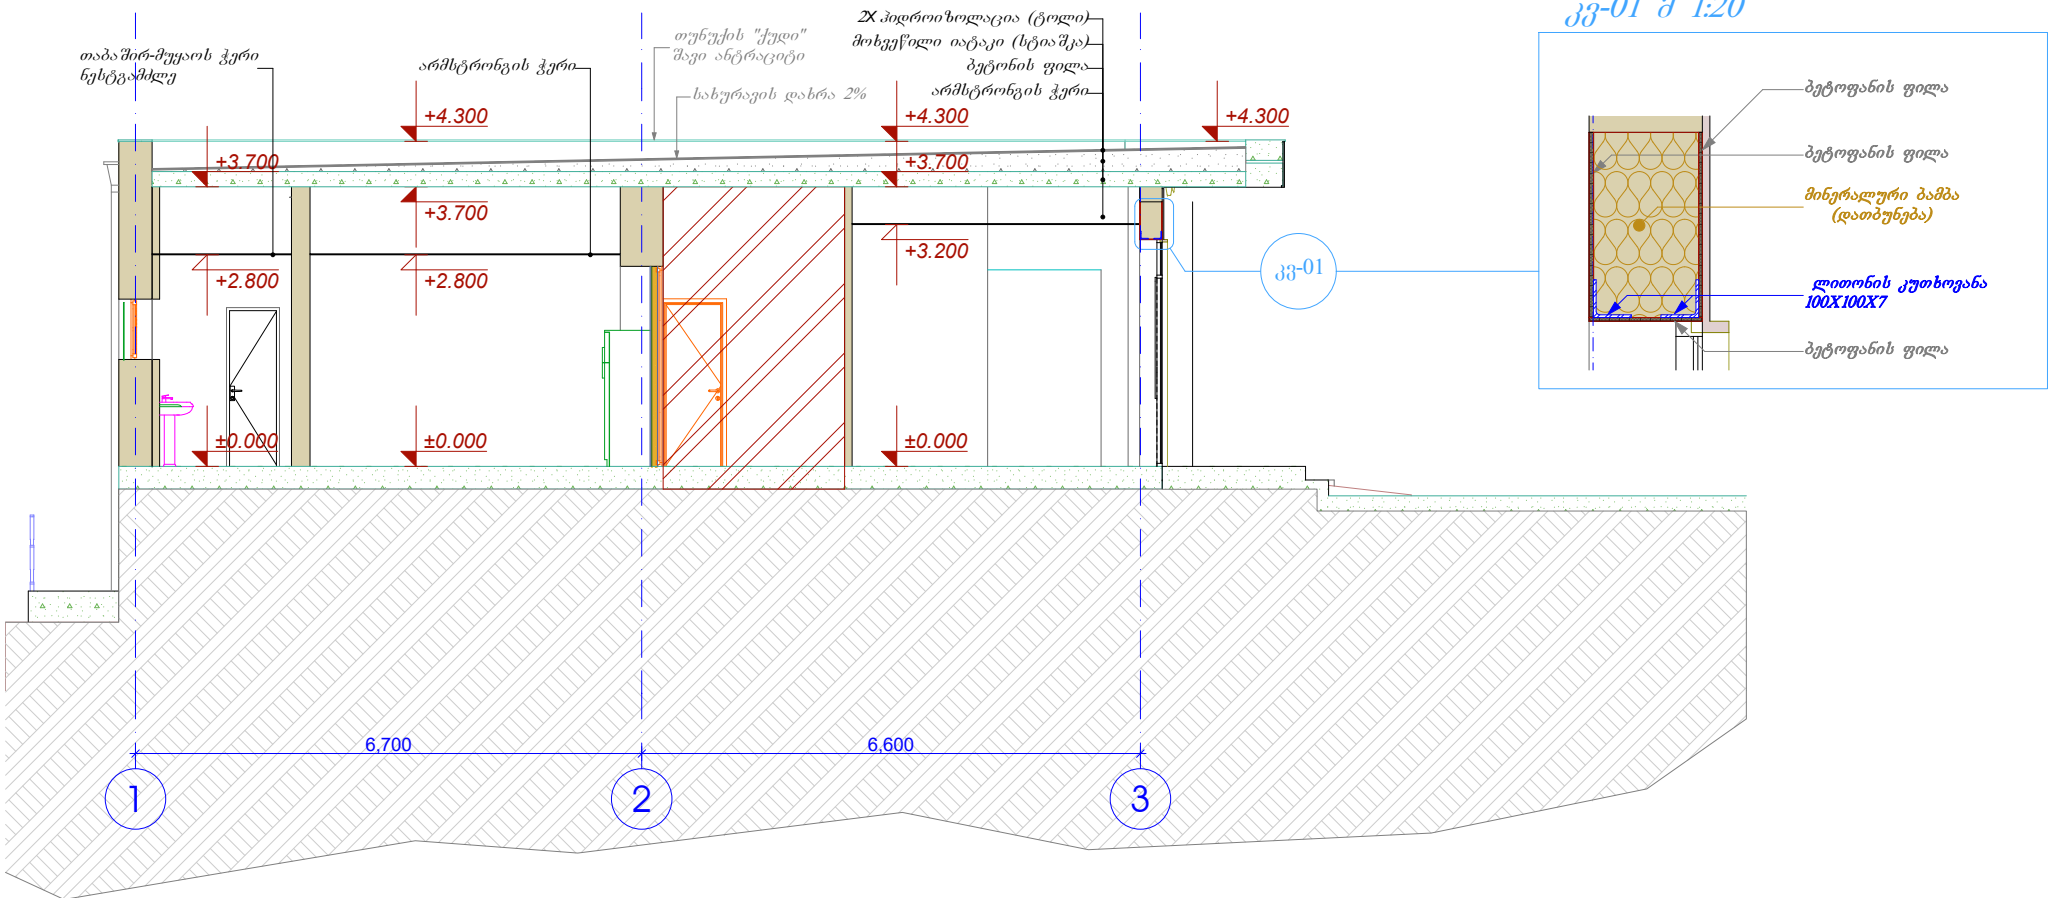 2X ჰიდროიზოლაცია (ტოლი)
მოხვეწილი იატაკი (სტიაშკა)
ბეტონის ფილა
არმსტრონგის ჭერი
თუნუქის "ქუდი"
შავი ანტრაციტი
სახურავის დახრა 2%
თაბაშირ-მუყაოს ჭერი
ნესტგამძლე
არმსტრონგის ჭერი
+4.300
+4.300
+4.300
+3.700
+3.700
+3.700
+2.800
+2.800
+3.200
±0.000
±0.000
±0.000
6,700
6,600
1
2
3
კვ-01
კვ-01 მ 1:20
ბეტოფანის ფილა
ბეტოფანის ფილა
მინერალური ბამბა
(დათბუნება)
ლითონის კუთხოვანა
100X100X7
ბეტოფანის ფილა